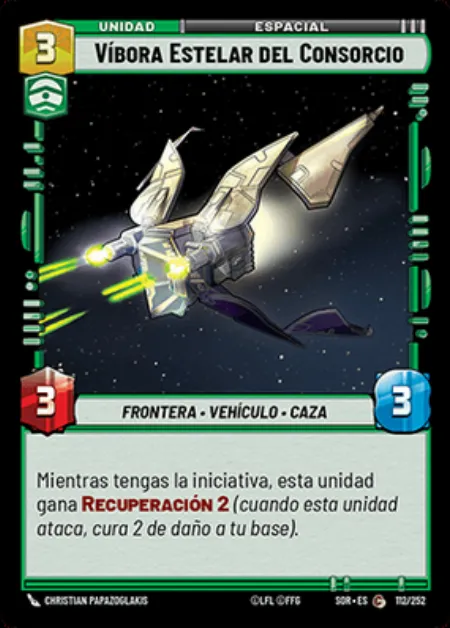 UNIDAD
ESPACIAL
3
VÍBORA ESTELAR DEL CONSORCIO
3
FRONTERA • VEHÍCULO • CAZA
3
Mientras tengas la iniciativa, esta unidad
gana RECUPERACIÓN 2 (cuando esta unidad
ataca, cura 2 de daño a tu base).
CHRISTIAN PAPAZOGLAKIS
©LFL ©FFG
SOR • ES
C
112/252